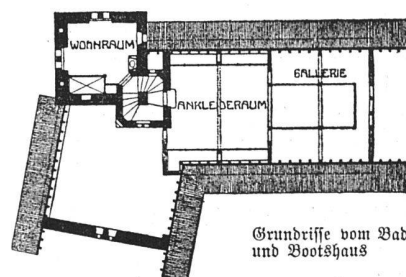 WOHNRAUM
GALLERIE
ANKLEIDERAUM
Grundrisse vom Bad
und Bootshaus